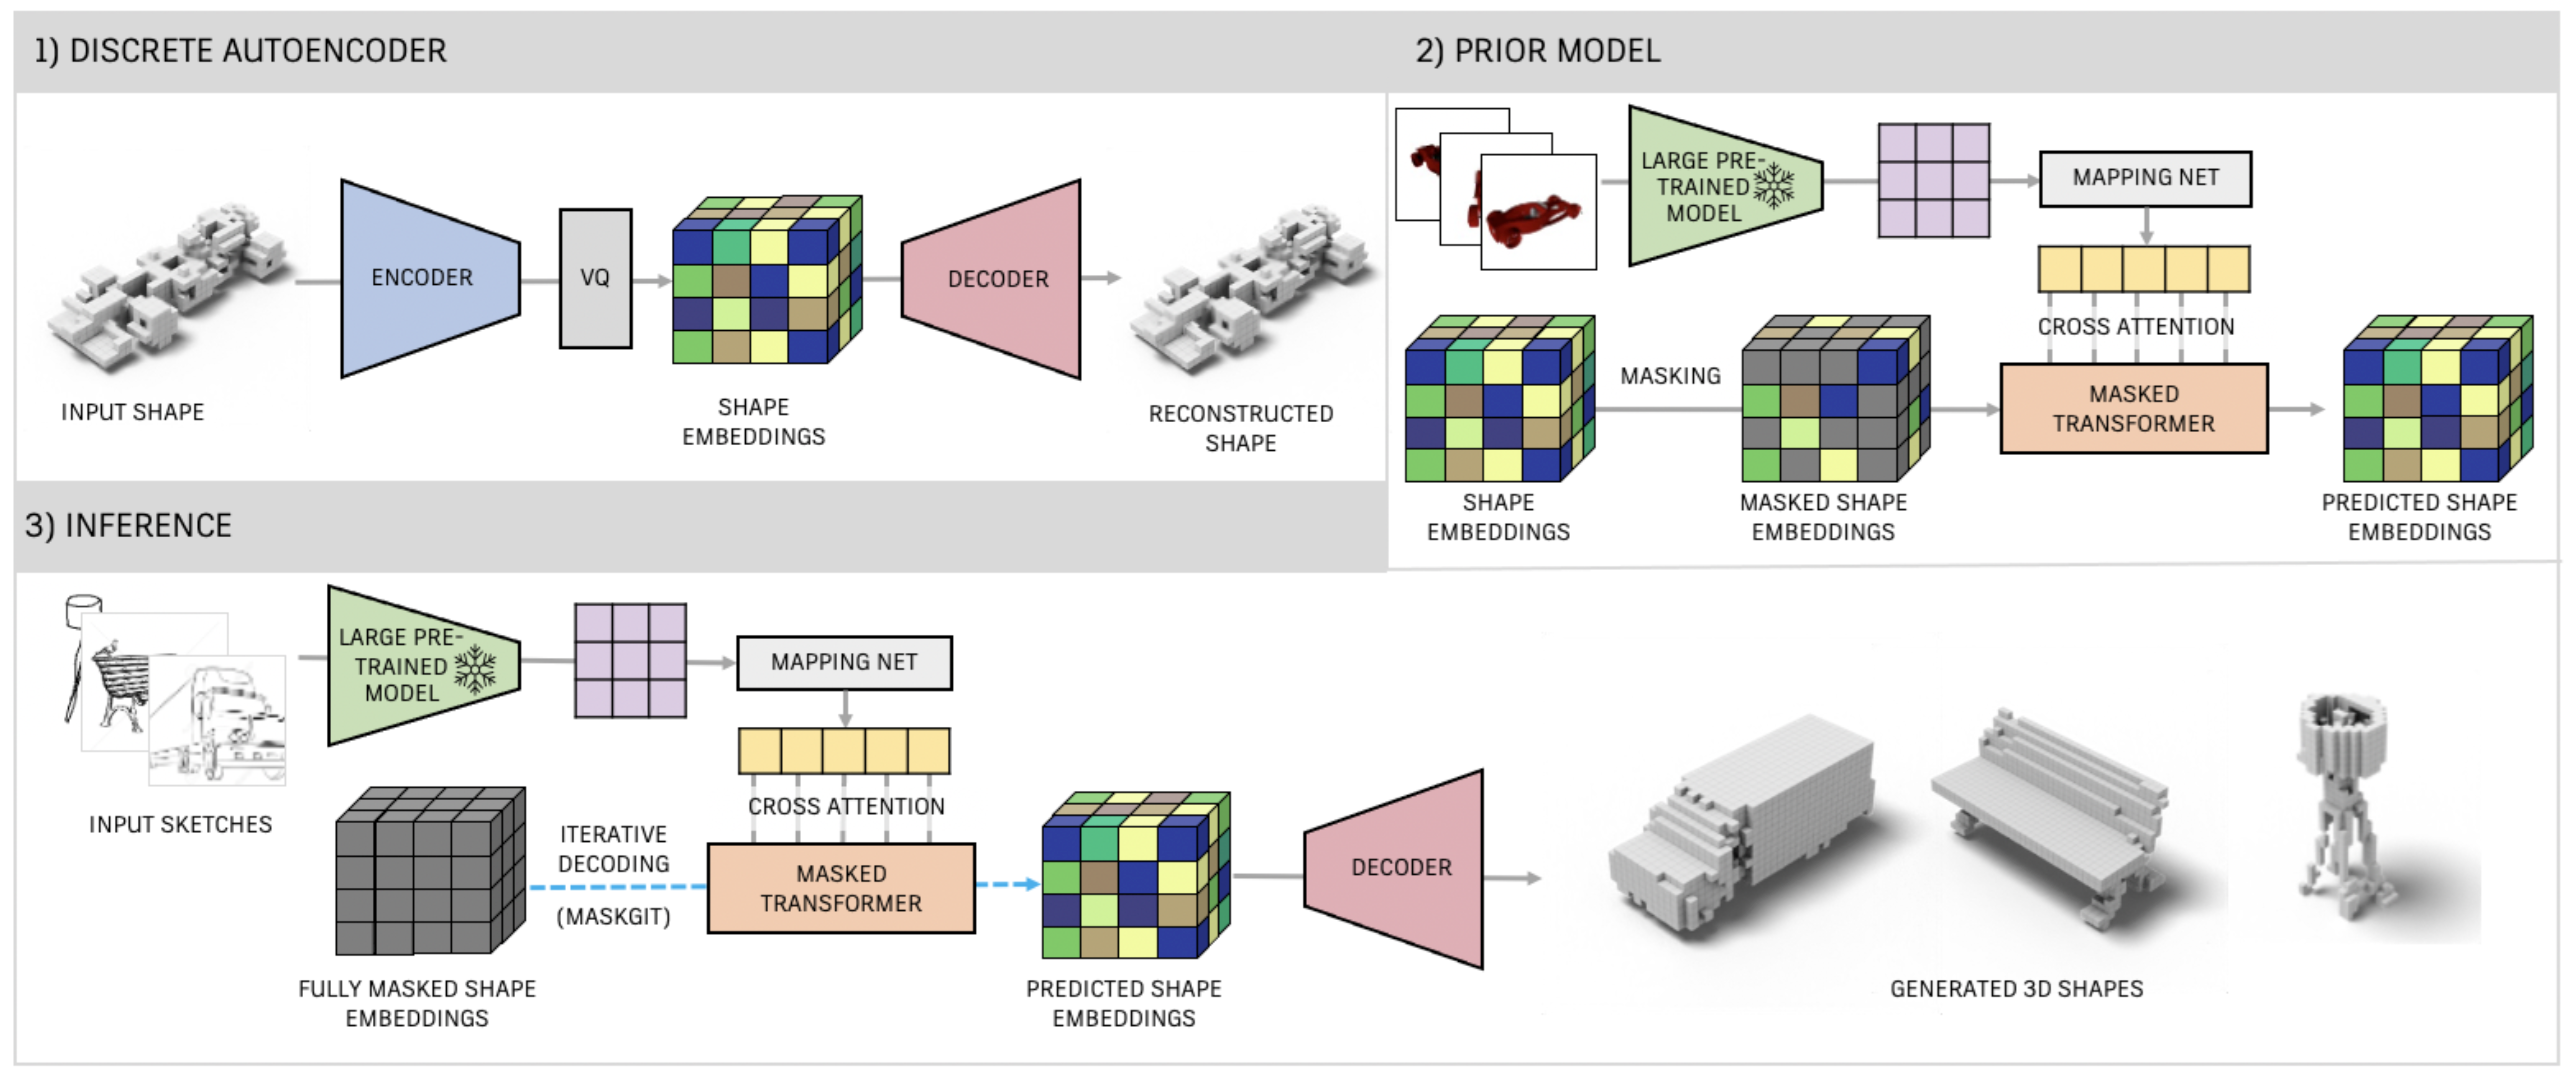 1) DISCRETE AUTOENCODER
INPUT SHAPE
ENCODER
VQ
SHAPE
EMBEDDINGS
DECODER
RECONSTRUCTED
SHAPE
2) PRIOR MODEL
LARGE PRE-
TRAINED
MODEL
MAPPING NET
CROSS ATTENTION
MASKING
MASKED
TRANSFORMER
SHAPE
EMBEDDINGS
MASKED SHAPE
EMBEDDINGS
PREDICTED SHAPE
EMBEDDINGS
3) INFERENCE
INPUT SKETCHES
LARGE PRE-
TRAINED
MODEL
MAPPING NET
CROSS ATTENTION
FULLY MASKED SHAPE
EMBEDDINGS
ITERATIVE
DECODING
(MASKGIT)
MASKED
TRANSFORMER
PREDICTED SHAPE
EMBEDDINGS
DECODER
GENERATED 3D SHAPES